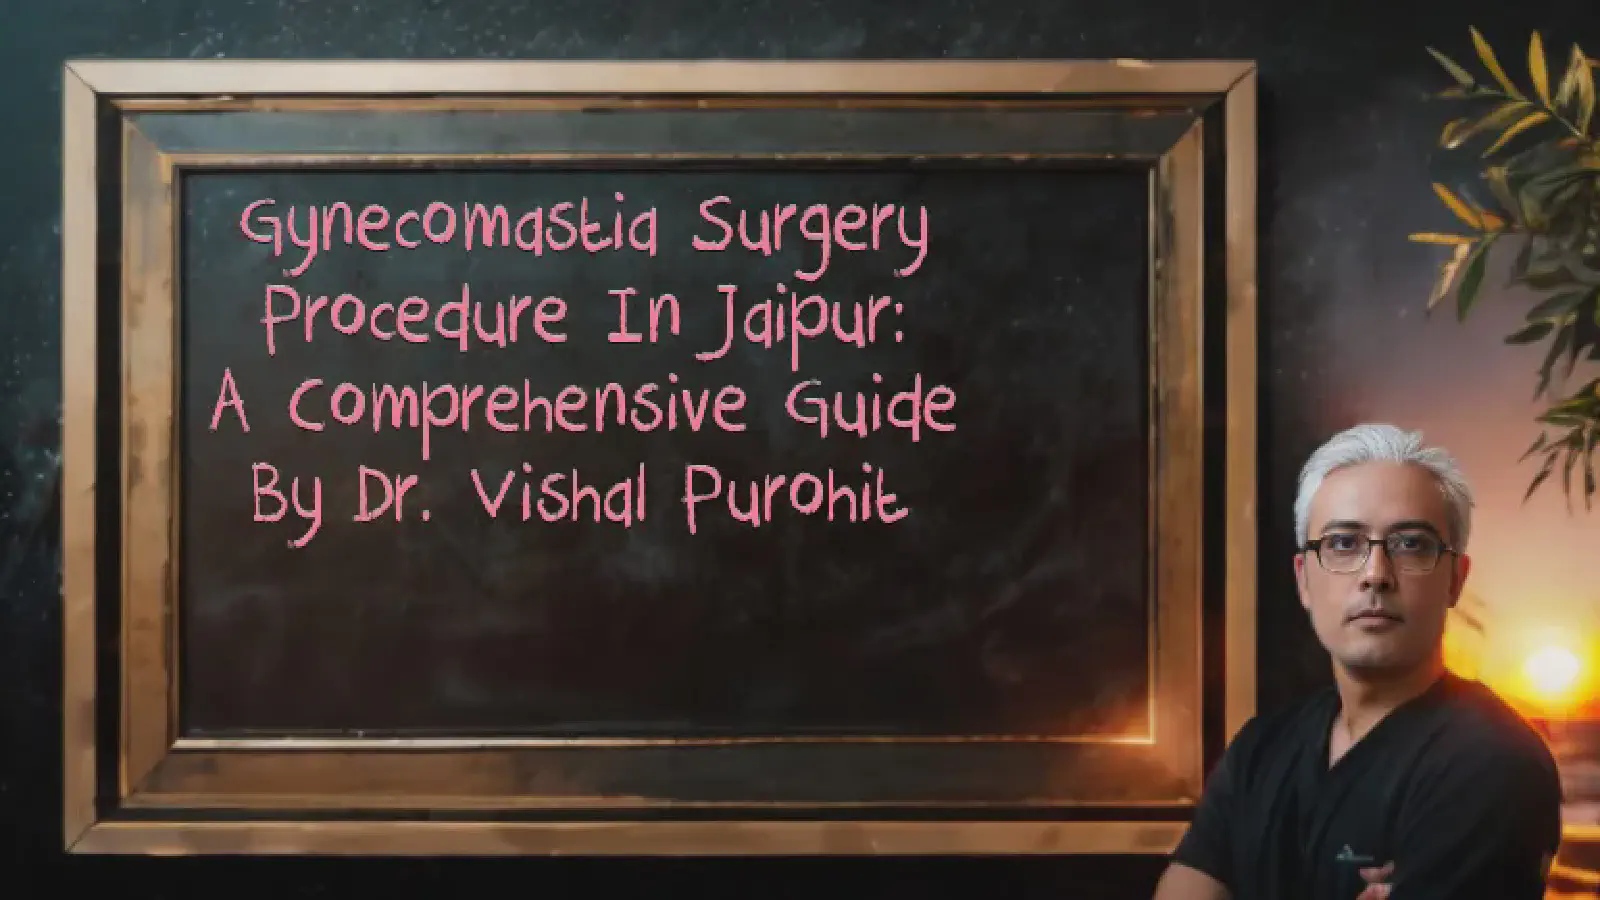 Gynecomastia Surgery
Procedure In Jaipur:
A Comprehensive Guide
By Dr. Vishal Purohit